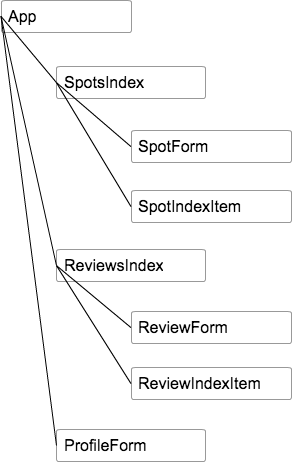 App
SpotsIndex
SpotForm
SpotIndexItem
ReviewsIndex
ReviewForm
ReviewIndexItem
ProfileForm